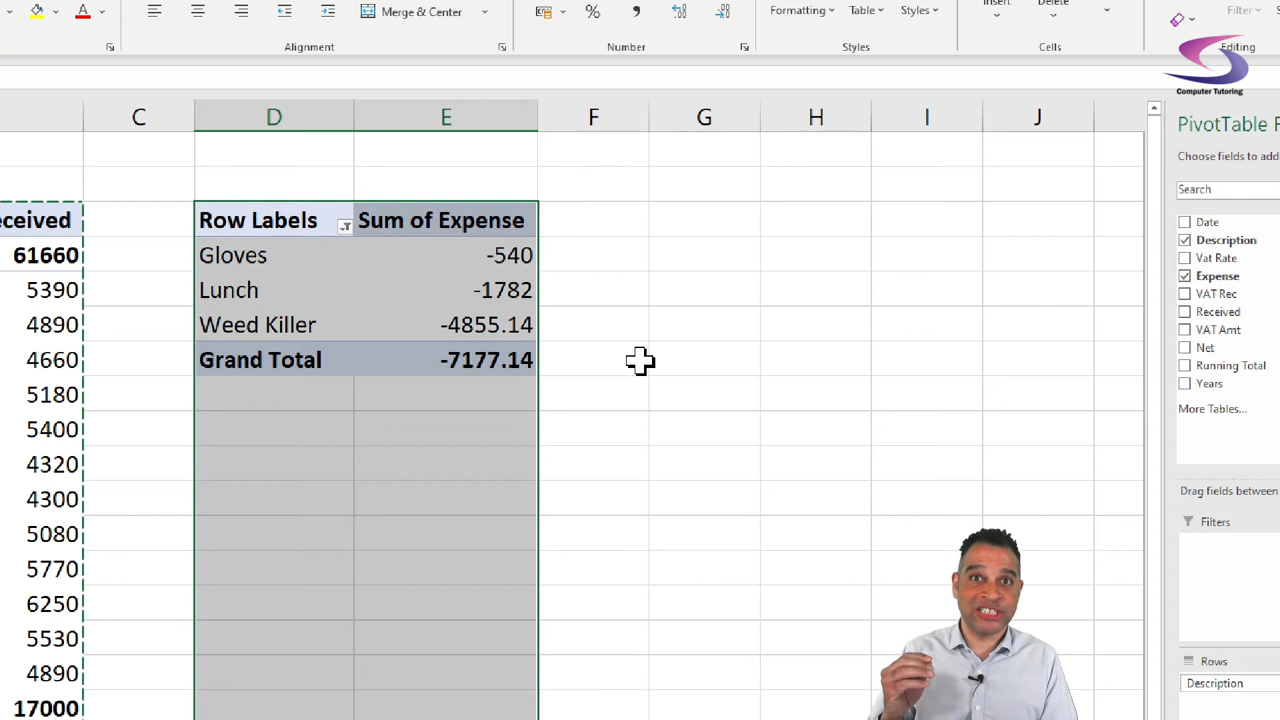 Merge & Center
Formatting
Table
Styles
Insert
Delete
Filter
Alignment
Number
Styles
Cells
Editing
Computer Tutoring
C D E F G H I J
PivotTable F
Choose fields to add
Search
Date
Description
Vat Rate
Expense
VAT Rec
Received
VAT Amt
Net
Running Total
Years
More Tables...
Drag fields between
Filters
Rows
Description
eceived
61660
5390
4890
4660
5180
5400
4320
4300
5080
5770
6250
5530
4890
17000
Row Labels Sum of Expense
Gloves -540
Lunch -1782
Weed Killer -4855.14
Grand Total -7177.14